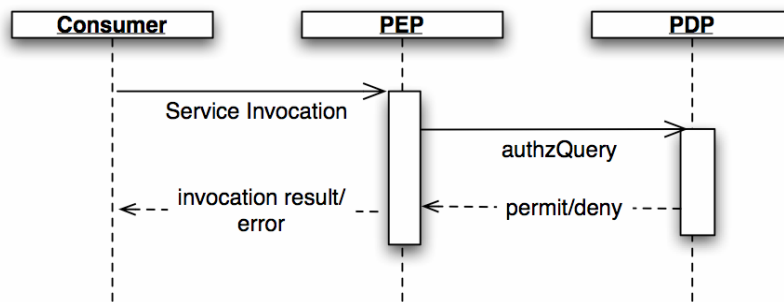 Consumer
PEP
PDP
Service Invocation
authzQuery
invocation result/
error
permit/deny